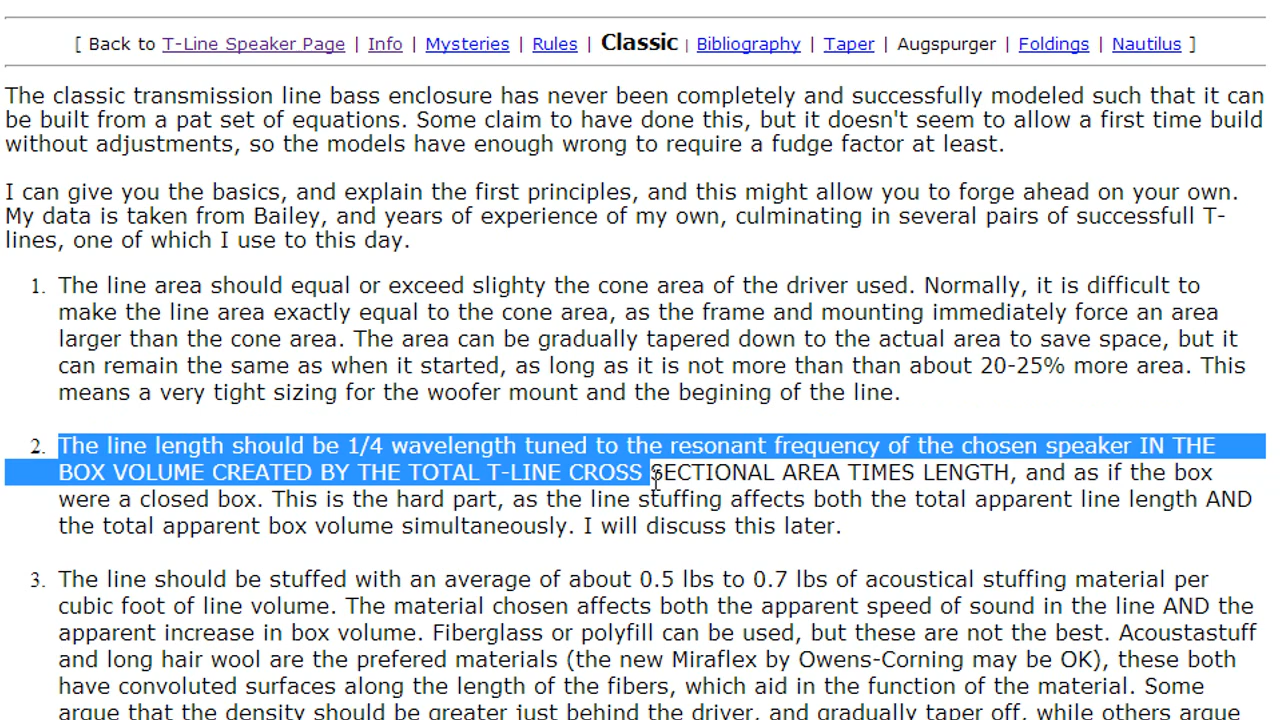 [ Back to T-Line Speaker Page | Info | Mysteries | Rules | Classic | Bibliography | Taper | Augspurger | Foldings | Nautilus ]
The classic transmission line bass enclosure has never been completely and successfully modeled such that it can
be built from a pat set of equations. Some claim to have done this, but it doesn't seem to allow a first time build
without adjustments, so the models have enough wrong to require a fudge factor at least.
I can give you the basics, and explain the first principles, and this might allow you to forge ahead on your own.
My data is taken from Bailey, and years of experience of my own, culminating in several pairs of successfull T-
lines, one of which I use to this day.
1. The line area should equal or exceed slighty the cone area of the driver used. Normally, it is difficult to
make the line area exactly equal to the cone area, as the frame and mounting immediately force an area
larger than the cone area. The area can be gradually tapered down to the actual area to save space, but it
can remain the same as when it started, as long as it is not more than than about 20-25% more area. This
means a very tight sizing for the woofer mount and the begining of the line.
2. The line length should be 1/4 wavelength tuned to the resonant frequency of the chosen speaker IN THE
BOX VOLUME CREATED BY THE TOTAL T-LINE CROSS SECTIONAL AREA TIMES LENGTH, and as if the box
were a closed box. This is the hard part, as the line stuffing affects both the total apparent line length AND
the total apparent box volume simultaneously. I will discuss this later.
3. The line should be stuffed with an average of about 0.5 lbs to 0.7 lbs of acoustical stuffing material per
cubic foot of line volume. The material chosen affects both the apparent speed of sound in the line AND the
apparent increase in box volume. Fiberglass or polyfill can be used, but these are not the best. Acoustastuff
and long hair wool are the prefered materials (the new Miraflex by Owens-Corning may be OK), these both
have convoluted surfaces along the length of the fibers, which aid in the function of the material. Some
argue that the density should be greater just behind the driver, and gradually taper off, while others argue